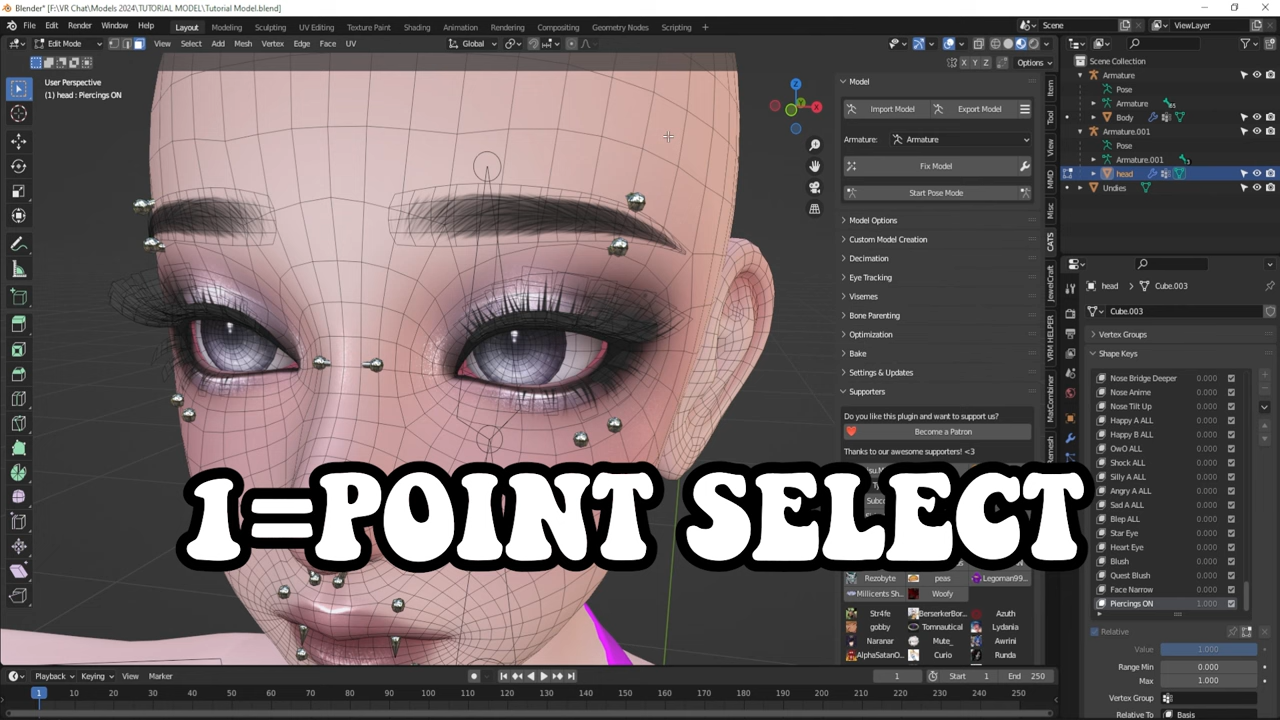 Blender* [F:\VR Chat\Models 2024\TUTORIAL MODEL\Tutorial Model.blend]
File Edit Render Window Help Layout Modeling Sculpting UV Editing Texture Paint Shading Animation Rendering Compositing Geometry Nodes Scripting + Scene ViewLayer
Edit Mode View Select Add Mesh Vertex Edge Face UV Global
X Y Z Options
User Perspective
(1) head : Piercings ON
Z
Y
X
Item
Tool
View
MMD
Misc
CATS
JewelCraft
VRM HELPER
MatCombiner
Model
Import Model Export Model
Armature: Armature
Fix Model
Start Pose Mode
Model Options
Custom Model Creation
Decimation
Eye Tracking
Visemes
Bone Parenting
Optimization
Bake
Settings & Updates
Supporters
Do you like this plugin and want to support us?
Become a Patron
Thanks to our awesome supporters! <3
1=POINT SELECT
Rezobyte peas Legoman99...
Millicents Sh... Woofy
Str4fe BerserkerBor... Azuth
gobby Tomnautical Lydania
Naranar Mute_ Awrini
AlphaSatanO... Curio Runda
Scene Collection
Armature
Pose
Armature
Body
Armature.001
Pose
Armature.001
head
Undies
head > Cube.003
Cube.003
Vertex Groups
Shape Keys
Nose Bridge Deeper 0.000
Nose Anime 0.000
Nose Tilt Up 0.000
Happy A ALL 0.000
Happy B ALL 0.000
OwO ALL 0.000
Shock ALL 0.000
Silly A ALL 0.000
Angry A ALL 0.000
Sad A ALL 0.000
Blep ALL 0.000
Star Eye 0.000
Heart Eye 0.000
Blush 0.000
Quest Blush 0.000
Face Narrow 0.000
Piercings ON 1.000
Relative
Value 1.000
Range Min 0.000
Max 1.000
Vertex Group
Relative To Basis
Playback Keying View Marker 1 Start 1 End 250
1 10 20 30 40 50 60 70 80 90 100 110 120 130 140 150 160 170 180 190 200 210 220 230 240 250